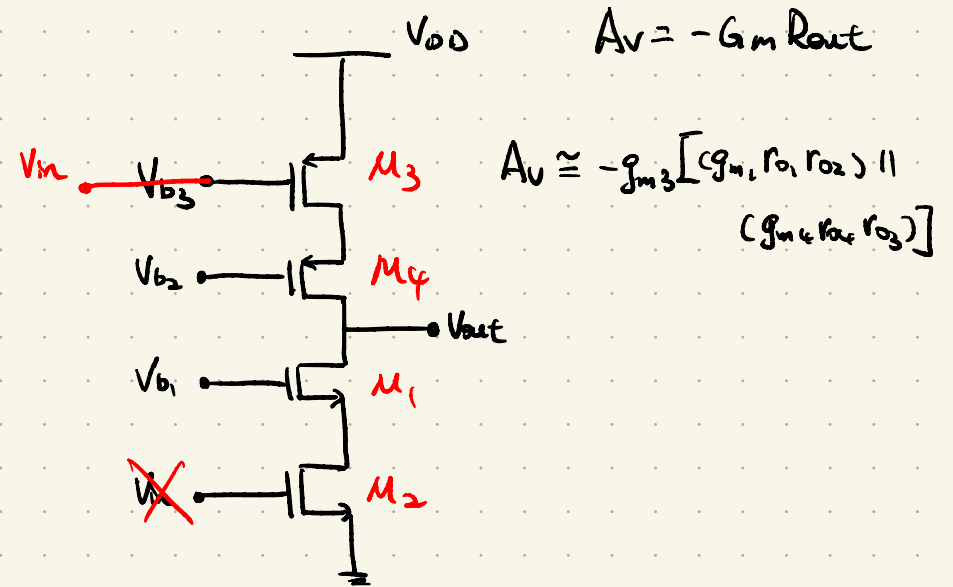 VDD
Av = - Gm Rout
Vin
Vb3
M3
Av ≅ - gm3 [(gm1 ro1 ro2) ||
(gm4 ro4 ro3)]
Vb2
M4
Vout
Vb1
M1
M2